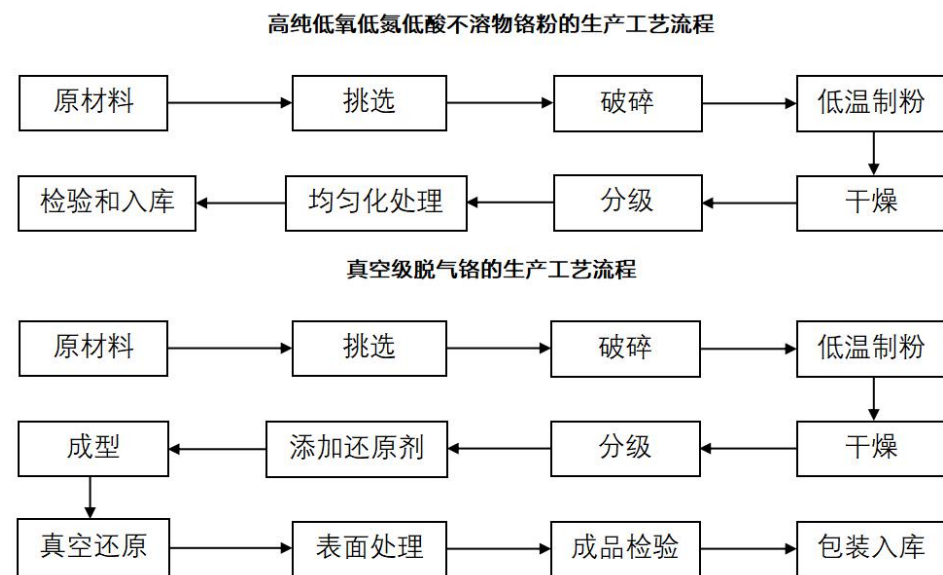 高纯低氧低氮低酸不溶物铬粉的生产工艺流程
原材料
挑选
破碎
低温制粉
干燥
分级
均匀化处理
检验和入库
真空级脱气铬的生产工艺流程
原材料
挑选
破碎
低温制粉
干燥
分级
添加还原剂
成型
真空还原
表面处理
成品检验
包装入库